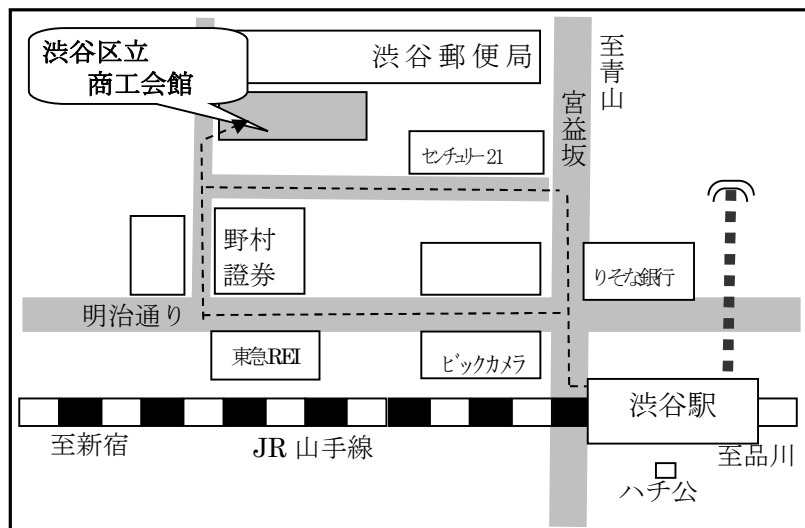 渋谷区立
商工会館
渋谷郵便局
至青山
宮益坂
センチュリー21
野村
證券
りそな銀行
明治通り
東急REI
ビックカメラ
渋谷駅
至新宿
JR 山手線
至品川
ハチ公